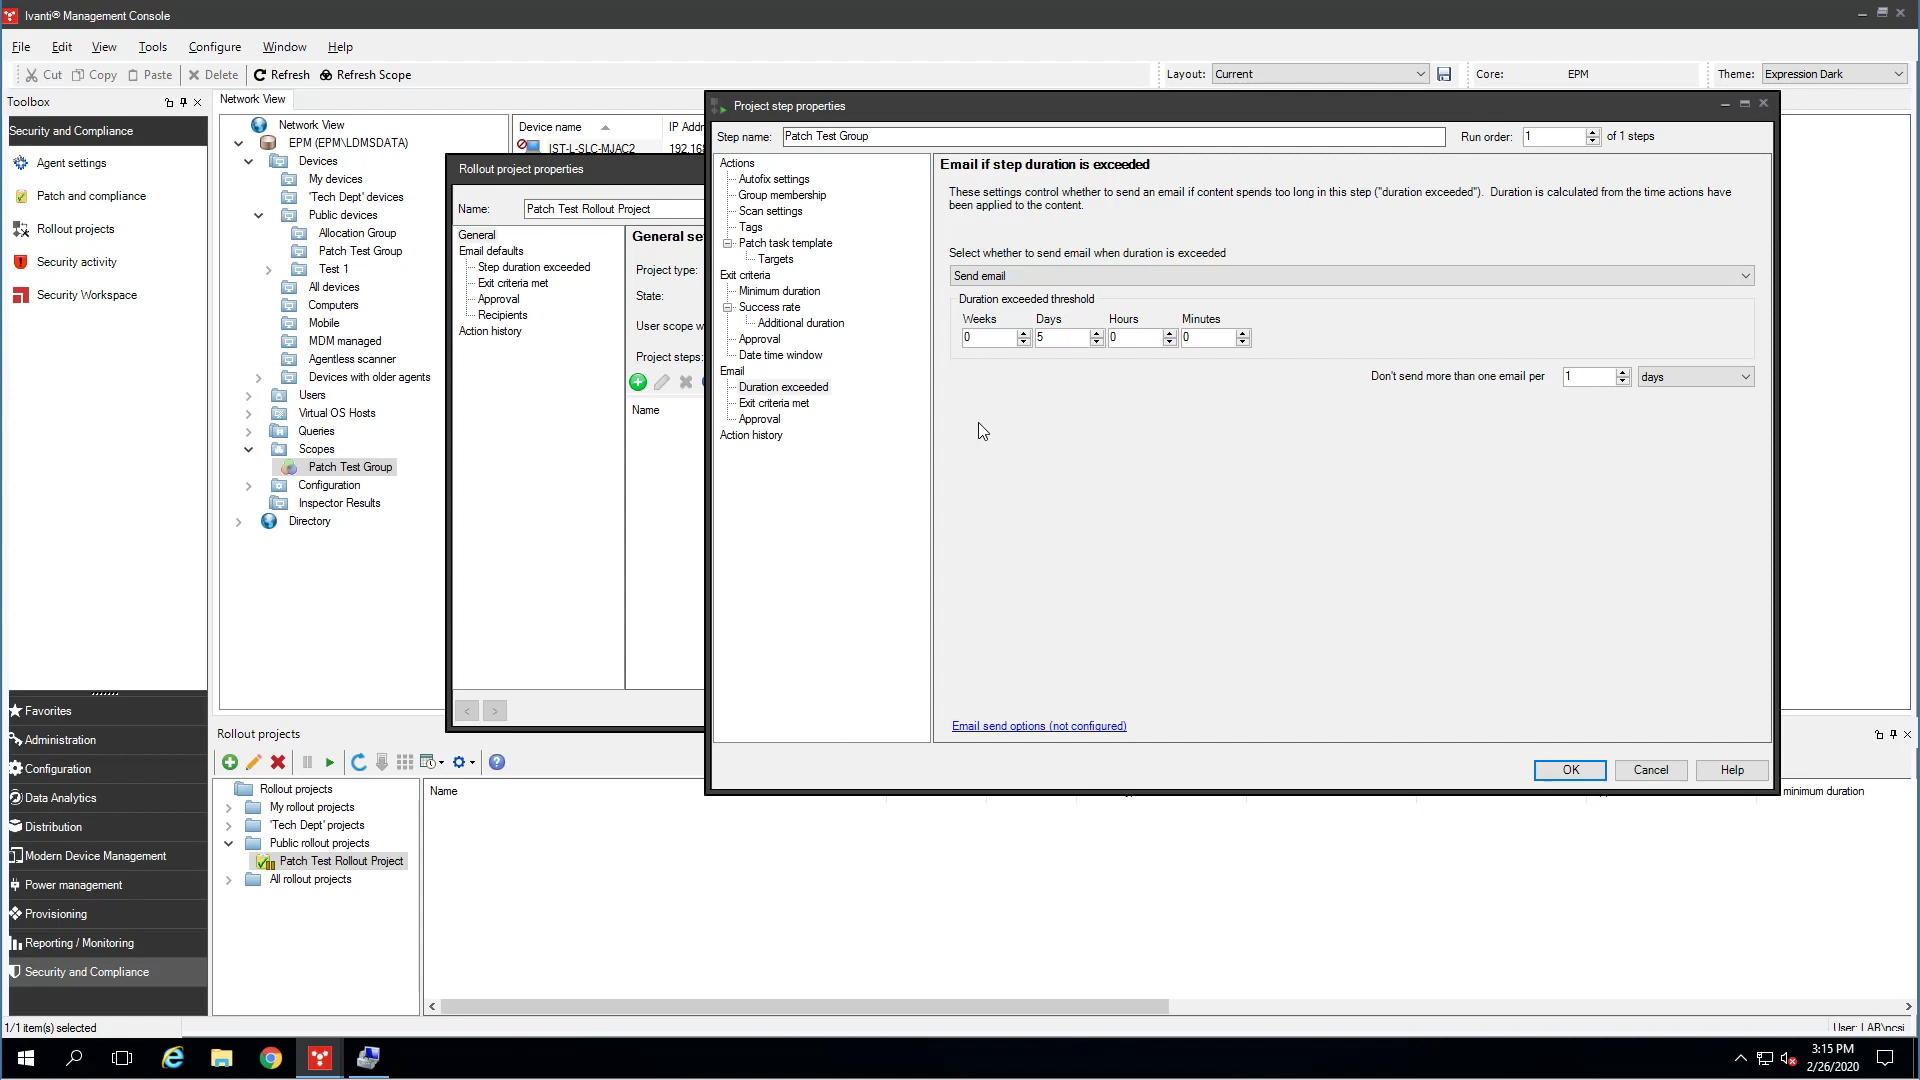 Ivanti® Management Console
File Edit View Tools Configure Window Help
Cut Copy Paste Delete Refresh Refresh Scope
Layout: Current
Core: EPM
Theme: Expression Dark
Toolbox
Security and Compliance
Agent settings
Patch and compliance
Rollout projects
Security activity
Security Workspace
Favorites
Administration
Configuration
Data Analytics
Distribution
Modern Device Management
Power management
Provisioning
Reporting / Monitoring
Security and Compliance
Network View
Network View
EPM (EPM\LDMSDATA)
Devices
My devices
'Tech Dept' devices
Public devices
Allocation Group
Patch Test Group
Test 1
All devices
Computers
Mobile
MDM managed
Agentless scanner
Devices with older agents
Users
Virtual OS Hosts
Queries
Scopes
Patch Test Group
Configuration
Inspector Results
Directory
Device name
IST-L-SLC-MJAC2
Rollout project properties
Name: Patch Test Rollout Project
General
Email defaults
Step duration exceeded
Exit criteria met
Approval
Recipients
Action history
Project type:
State:
Project steps:
Name
< >
Project step properties
Step name: Patch Test Group
Run order: 1 of 1 steps
Actions
Autofix settings
Group membership
Scan settings
Tags
Patch task template
Targets
Exit criteria
Minimum duration
Success rate
Additional duration
Approval
Date time window
Email
Duration exceeded
Exit criteria met
Approval
Action history
Email if step duration is exceeded
These settings control whether to send an email if content spends too long in this step ("duration exceeded"). Duration is calculated from the time actions have
been applied to the content.
Select whether to send email when duration is exceeded
Send email
Duration exceeded threshold
Weeks Days Hours Minutes
0 5 0 0
Don't send more than one email per 1 days
Email send options (not configured)
OK Cancel Help
Rollout projects
Rollout projects
My rollout projects
'Tech Dept' projects
Public rollout projects
Patch Test Rollout Project
All rollout projects
Name
minimum duration
1/1 item(s) selected
User: LAB\ncsi
3:15 PM
2/26/2020